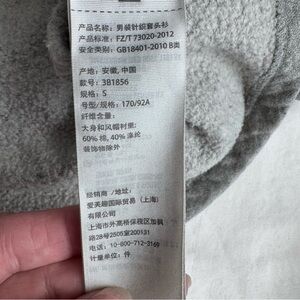 产品名称: 男装针织套头衫
产品标准: FZ/T 73020-2012
安全类别: GB18401-2010 B类
产地: 安徽, 中国
款号: 3B1856
规格: S
号型/规格: 170/92A
纤维含量:
大身和风帽衬里:
60% 棉, 40% 涤纶
装饰物除外
经销商 /地址:
爱芙趣国际贸易 (上海)
有限公司
上海市外高格保税区加枫
路28号2505室200131
电话: 10-800-712-3169
计量单位: 件